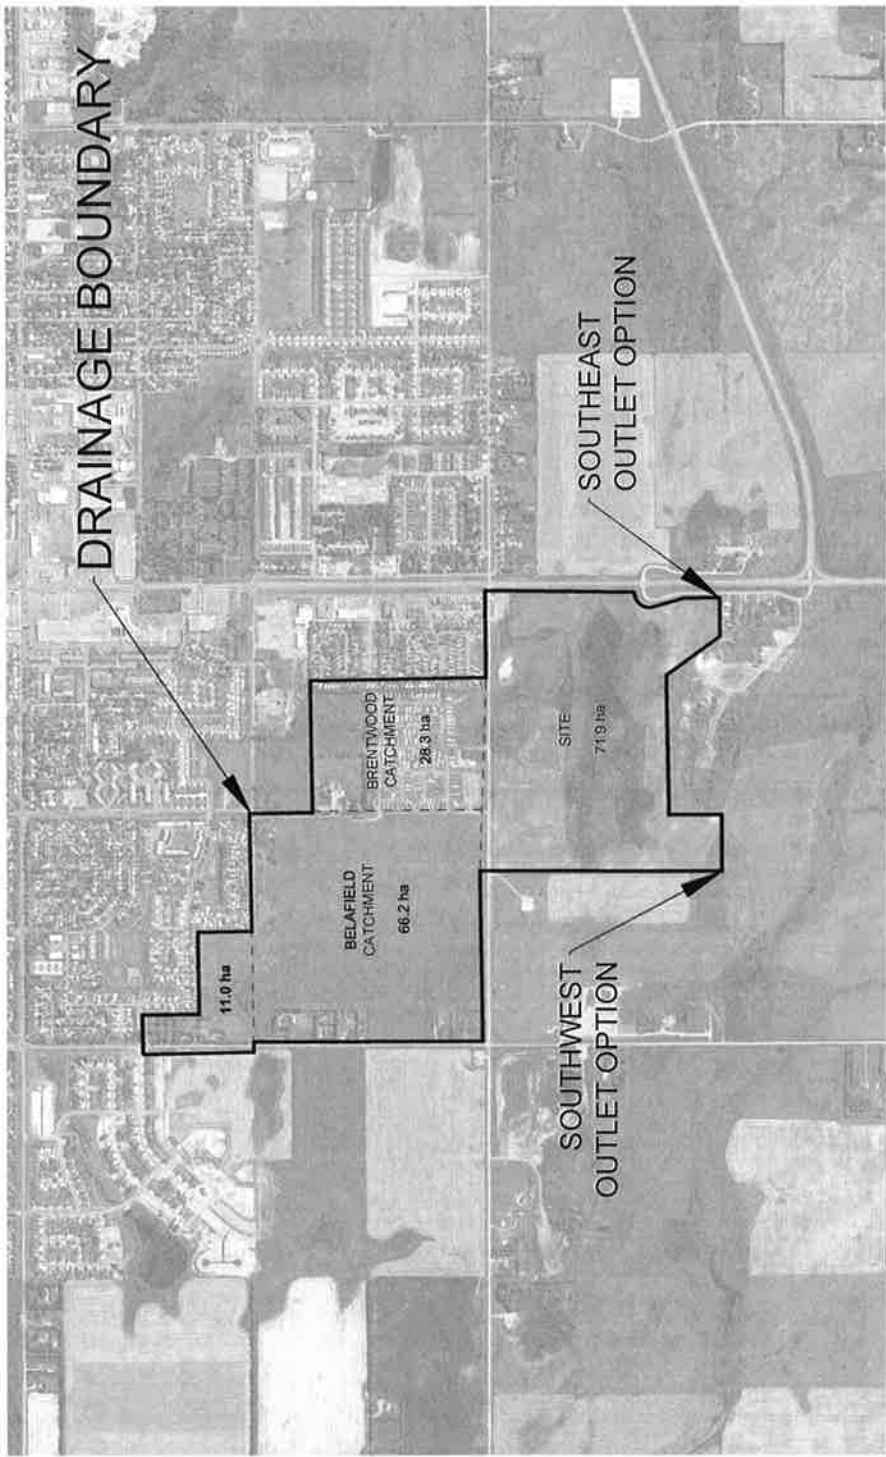 DRAINAGE BOUNDARY
11.0 ha
BELAFIELD
CATCHMENT
66.2 ha
BRENTWOOD
CATCHMENT
28.3 ha
SITE
71.9 ha
SOUTHWEST
OUTLET OPTION
SOUTHEAST
OUTLET OPTION